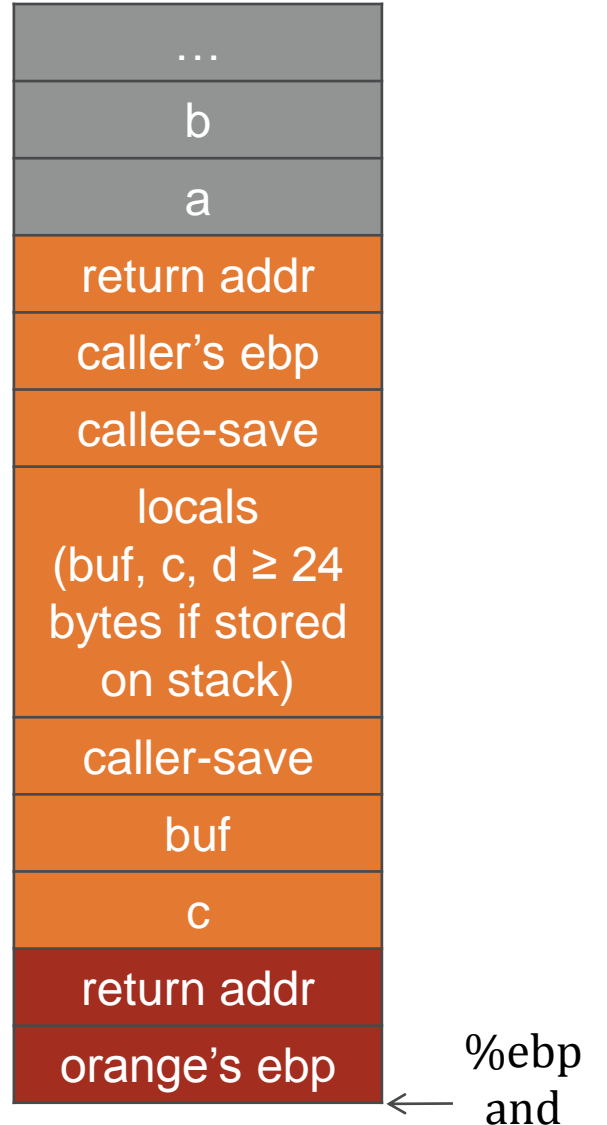 …
b
a
return addr
caller’s ebp
callee-save
locals
(buf, c, d ≥ 24
bytes if stored
on stack)
caller-save
buf
c
return addr
orange’s ebp
%ebp
and